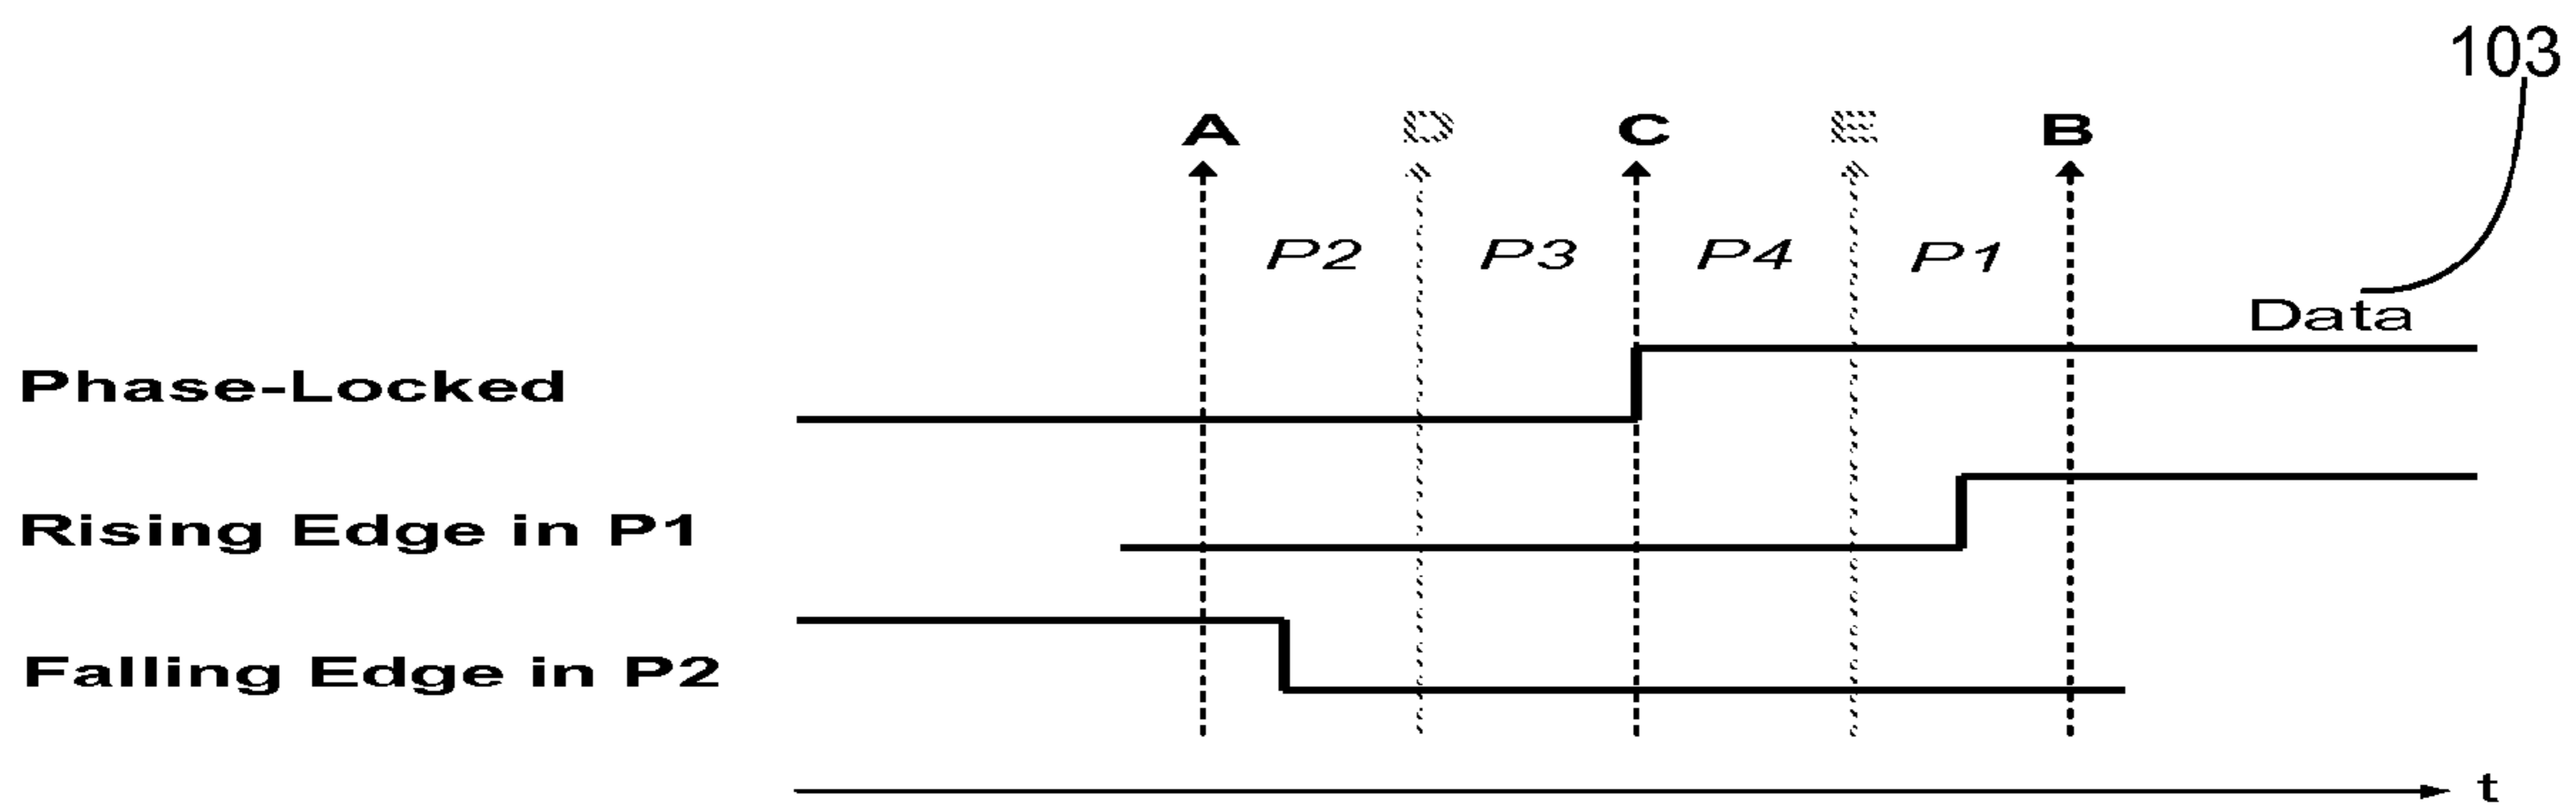 103
A D C E B
P2 P3 P4 P1
Data
Phase-Locked
Rising Edge in P1
Falling Edge in P2
t